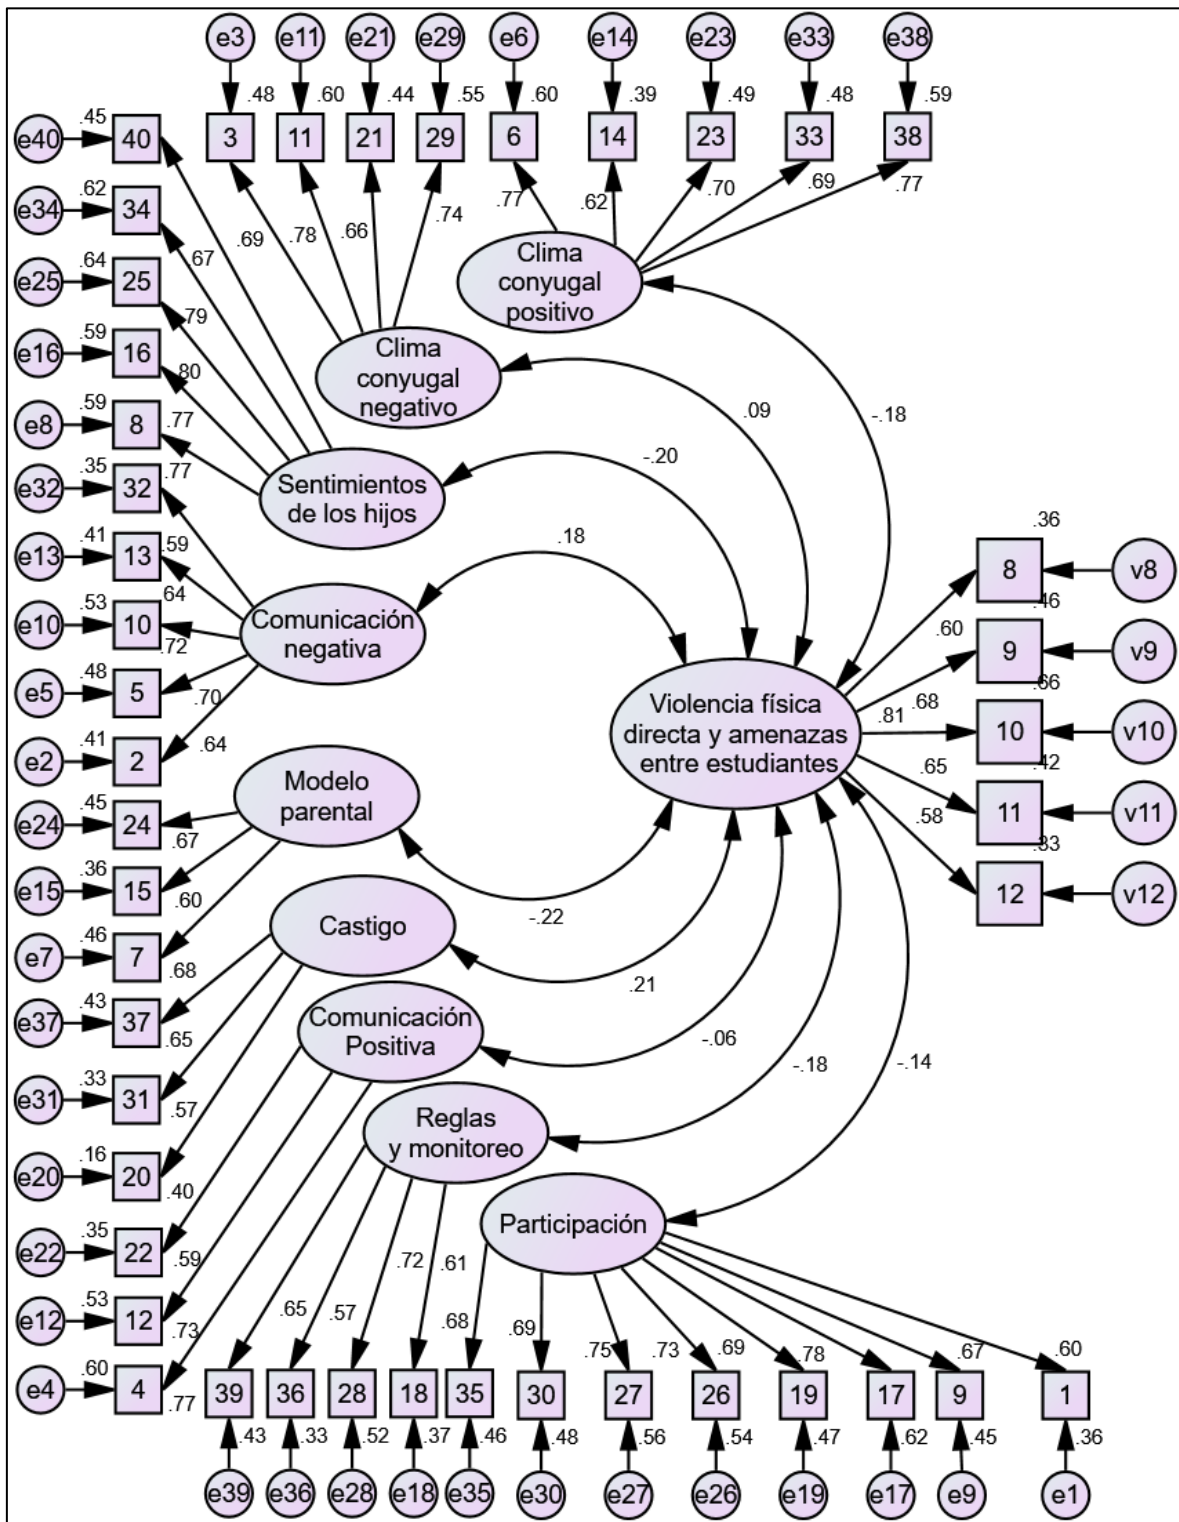 e3 e11 e21 e29 e6 e14 e23 e33 e38
.48 .60 .44 .55 .60 .39 .49 .48 .59
3 11 21 29 6 14 23 33 38
.69 .78 .66 .74 .77 .62 .70 .69 .77
e40 .45 40
e34 .62 34 .67
e25 .64 25 .79
e16 .59 16 .80
e8 .59 8 .77
e32 .35 32 .77
e13 .41 13 .59
e10 .53 10 .64
e5 .48 5 .72
.70
e2 .41 2 .64
e24 .45 24 .67
e15 .36 15 .60
e7 .46 7 .68
e37 .43 37 .65
e31 .33 31 .57
e20 .16 20 .40
e22 .35 22 .59
e12 .53 12 .73
e4 .60 4 .77
Clima
conyugal
positivo
-.18
Clima
conyugal
negativo
.09
Sentimientos
de los hijos
-.20
Comunicación
negativa
.18
Modelo
parental
-.22
Castigo
.21
Comunicación
Positiva
-.06
Reglas
y monitoreo
-.18
Participación
-.14
Violencia física
directa y amenazas
entre estudiantes
.60 .36 8 v8
.68 .46 9 v9
.81 .66 10 v10
.65 .42 11 v11
.58 .33 12 v12
.65 .57 .72 .61 .68 .69 .75 .73 .69 .78 .67 .60
39 36 28 18 35 30 27 26 19 17 9 1
.43 .33 .52 .37 .46 .48 .56 .54 .47 .62 .45 .36
e39 e36 e28 e18 e35 e30 e27 e26 e19 e17 e9 e1